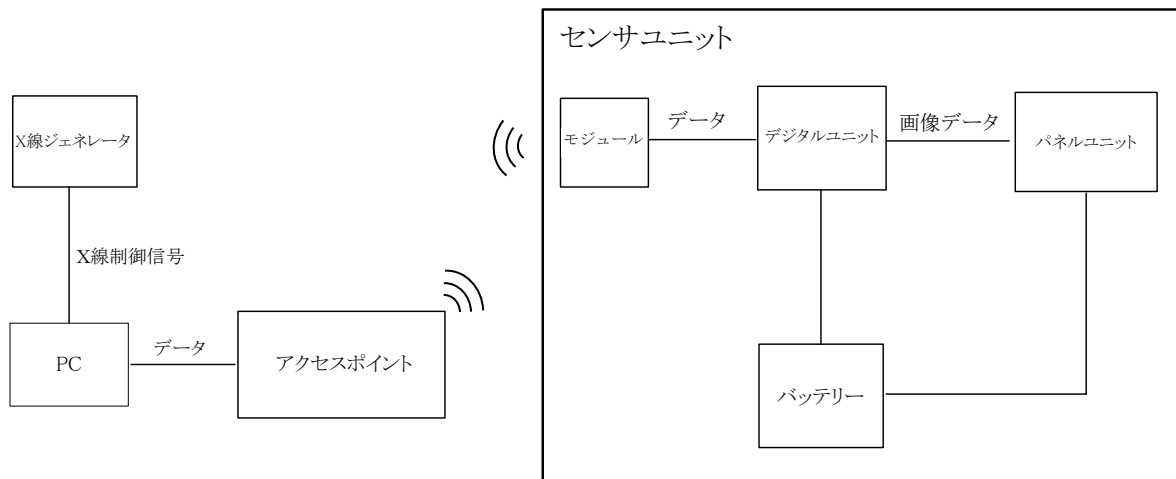 センサユニット
X線ジェネレータ
モジュール
データ
デジタルユニット
画像データ
パネルユニット
X線制御信号
PC
データ
アクセスポイント
バッテリー